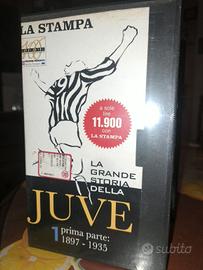 LA STAMPA
a sole
lire
11.900
con
LA STAMPA
LA GRANDE
STORIA DELLA
JUVE
1 prima parte:
1897 - 1935
subito